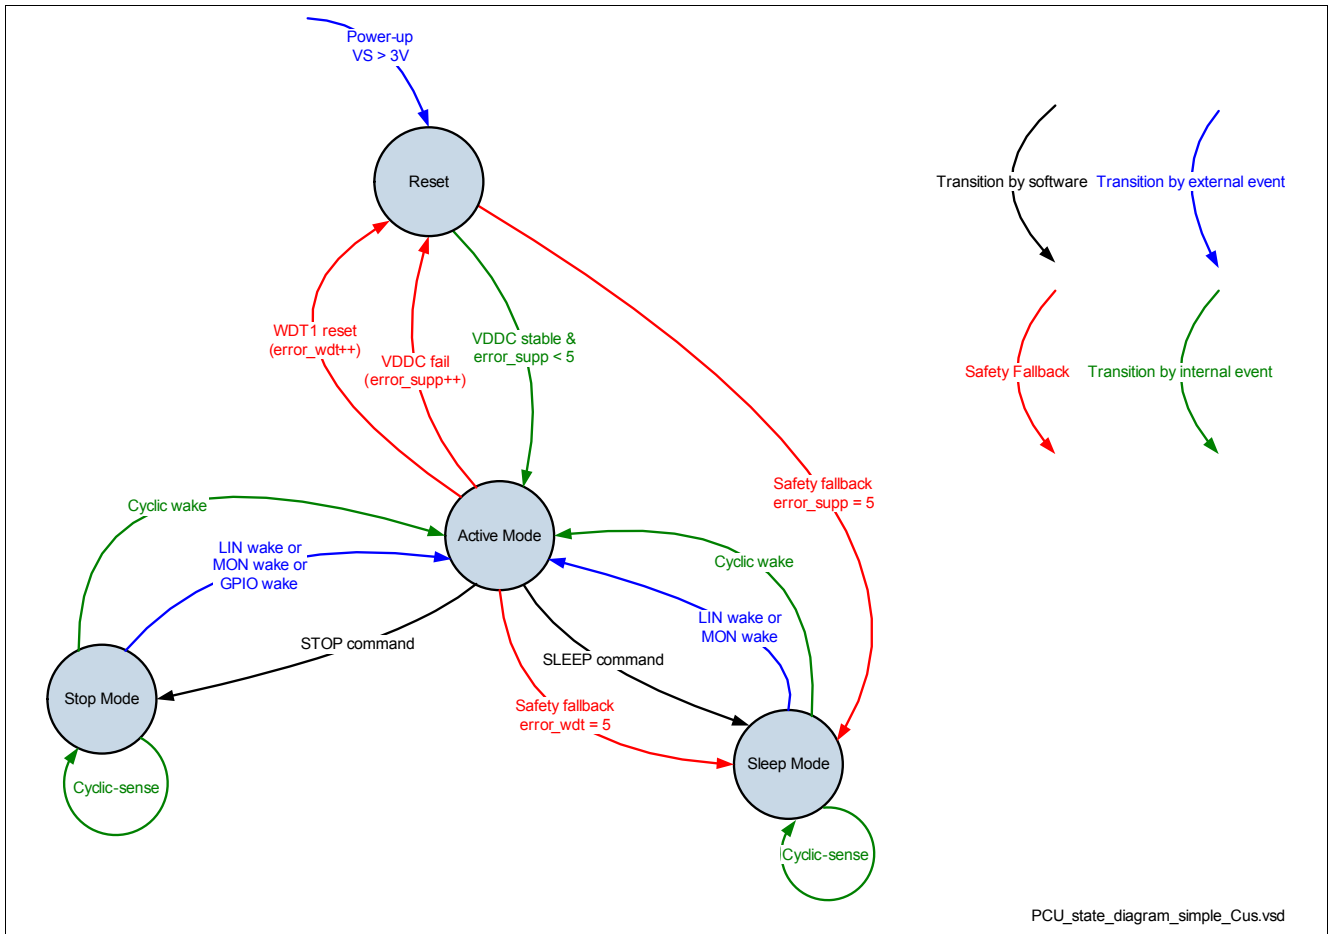 Power-up
VS > 3V
Reset
Transition by software
Transition by external event
WDT1 reset
(error_wdt++)
VDDC fail
(error_supp++)
VDDC stable &
error_supp < 5
Safety Fallback
Transition by internal event
Safety fallback
error_supp = 5
Cyclic wake
Active Mode
LIN wake or
MON wake or
GPIO wake
Cyclic wake
LIN wake or
MON wake
STOP command
SLEEP command
Stop Mode
Safety fallback
error_wdt = 5
Sleep Mode
Cyclic-sense
Cyclic-sense
PCU_state_diagram_simple_Cus.vsd